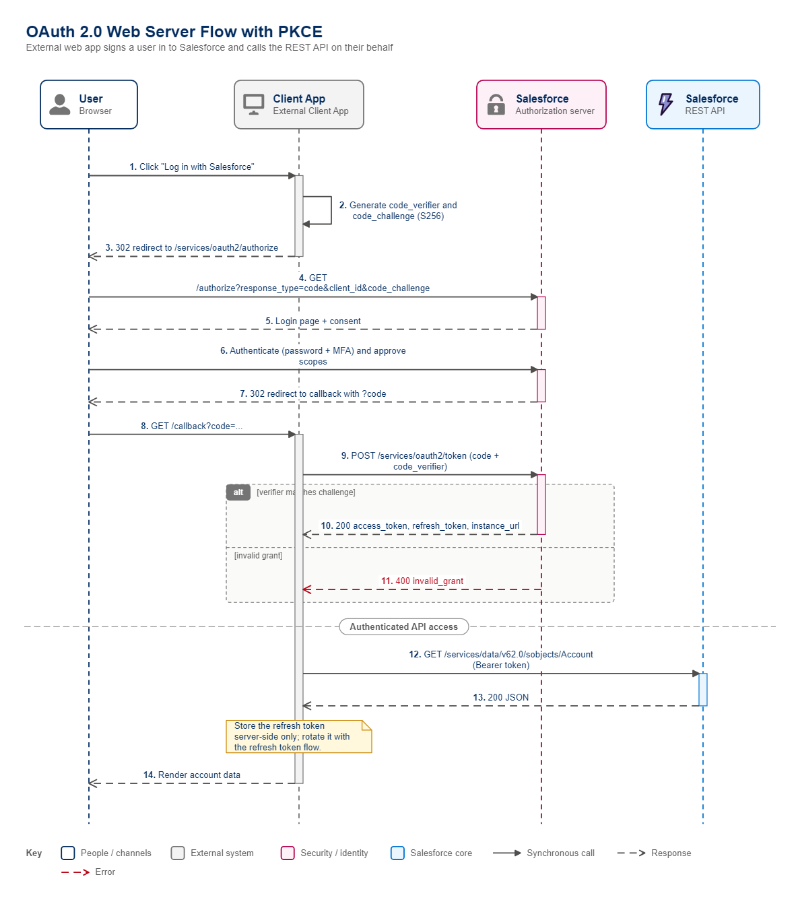 OAuth 2.0 Web Server Flow with PKCE
External web app signs a user in to Salesforce and calls the REST API on their behalf
User
Browser
Client App
External Client App
Salesforce
Authorization server
Salesforce
REST API
1. Click "Log in with Salesforce"
2. Generate code_verifier and
code_challenge (S256)
3. 302 redirect to /services/oauth2/authorize
4. GET
/authorize?response_type=code&client_id&code_challenge
5. Login page + consent
6. Authenticate (password + MFA) and approve
scopes
7. 302 redirect to callback with ?code
8. GET /callback?code=...
9. POST /services/oauth2/token (code +
code_verifier)
alt [verifier matches challenge]
10. 200 access_token, refresh_token, instance_url
[invalid grant]
11. 400 invalid_grant
Authenticated API access
12. GET /services/data/v62.0/sobjects/Account
(Bearer token)
13. 200 JSON
Store the refresh token
server-side only; rotate it with
the refresh token flow.
14. Render account data
Key People / channels External system Security / identity Salesforce core Synchronous call Response
Error